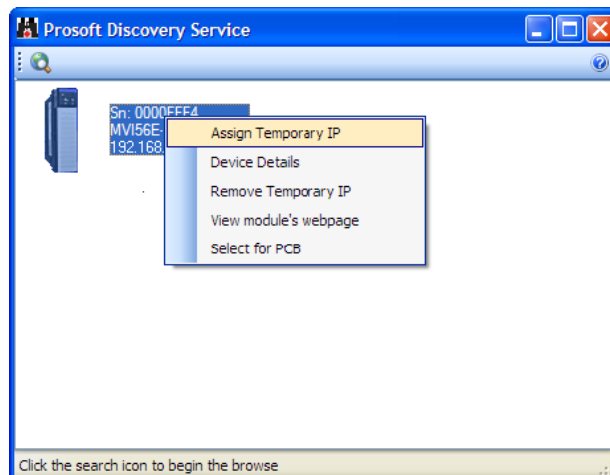 Prosoft Discovery Service
Sn: 0000FFF4
MVI56E-
192.168.
Assign Temporary IP
Device Details
Remove Temporary IP
View module's webpage
Select for PCB
Click the search icon to begin the browse